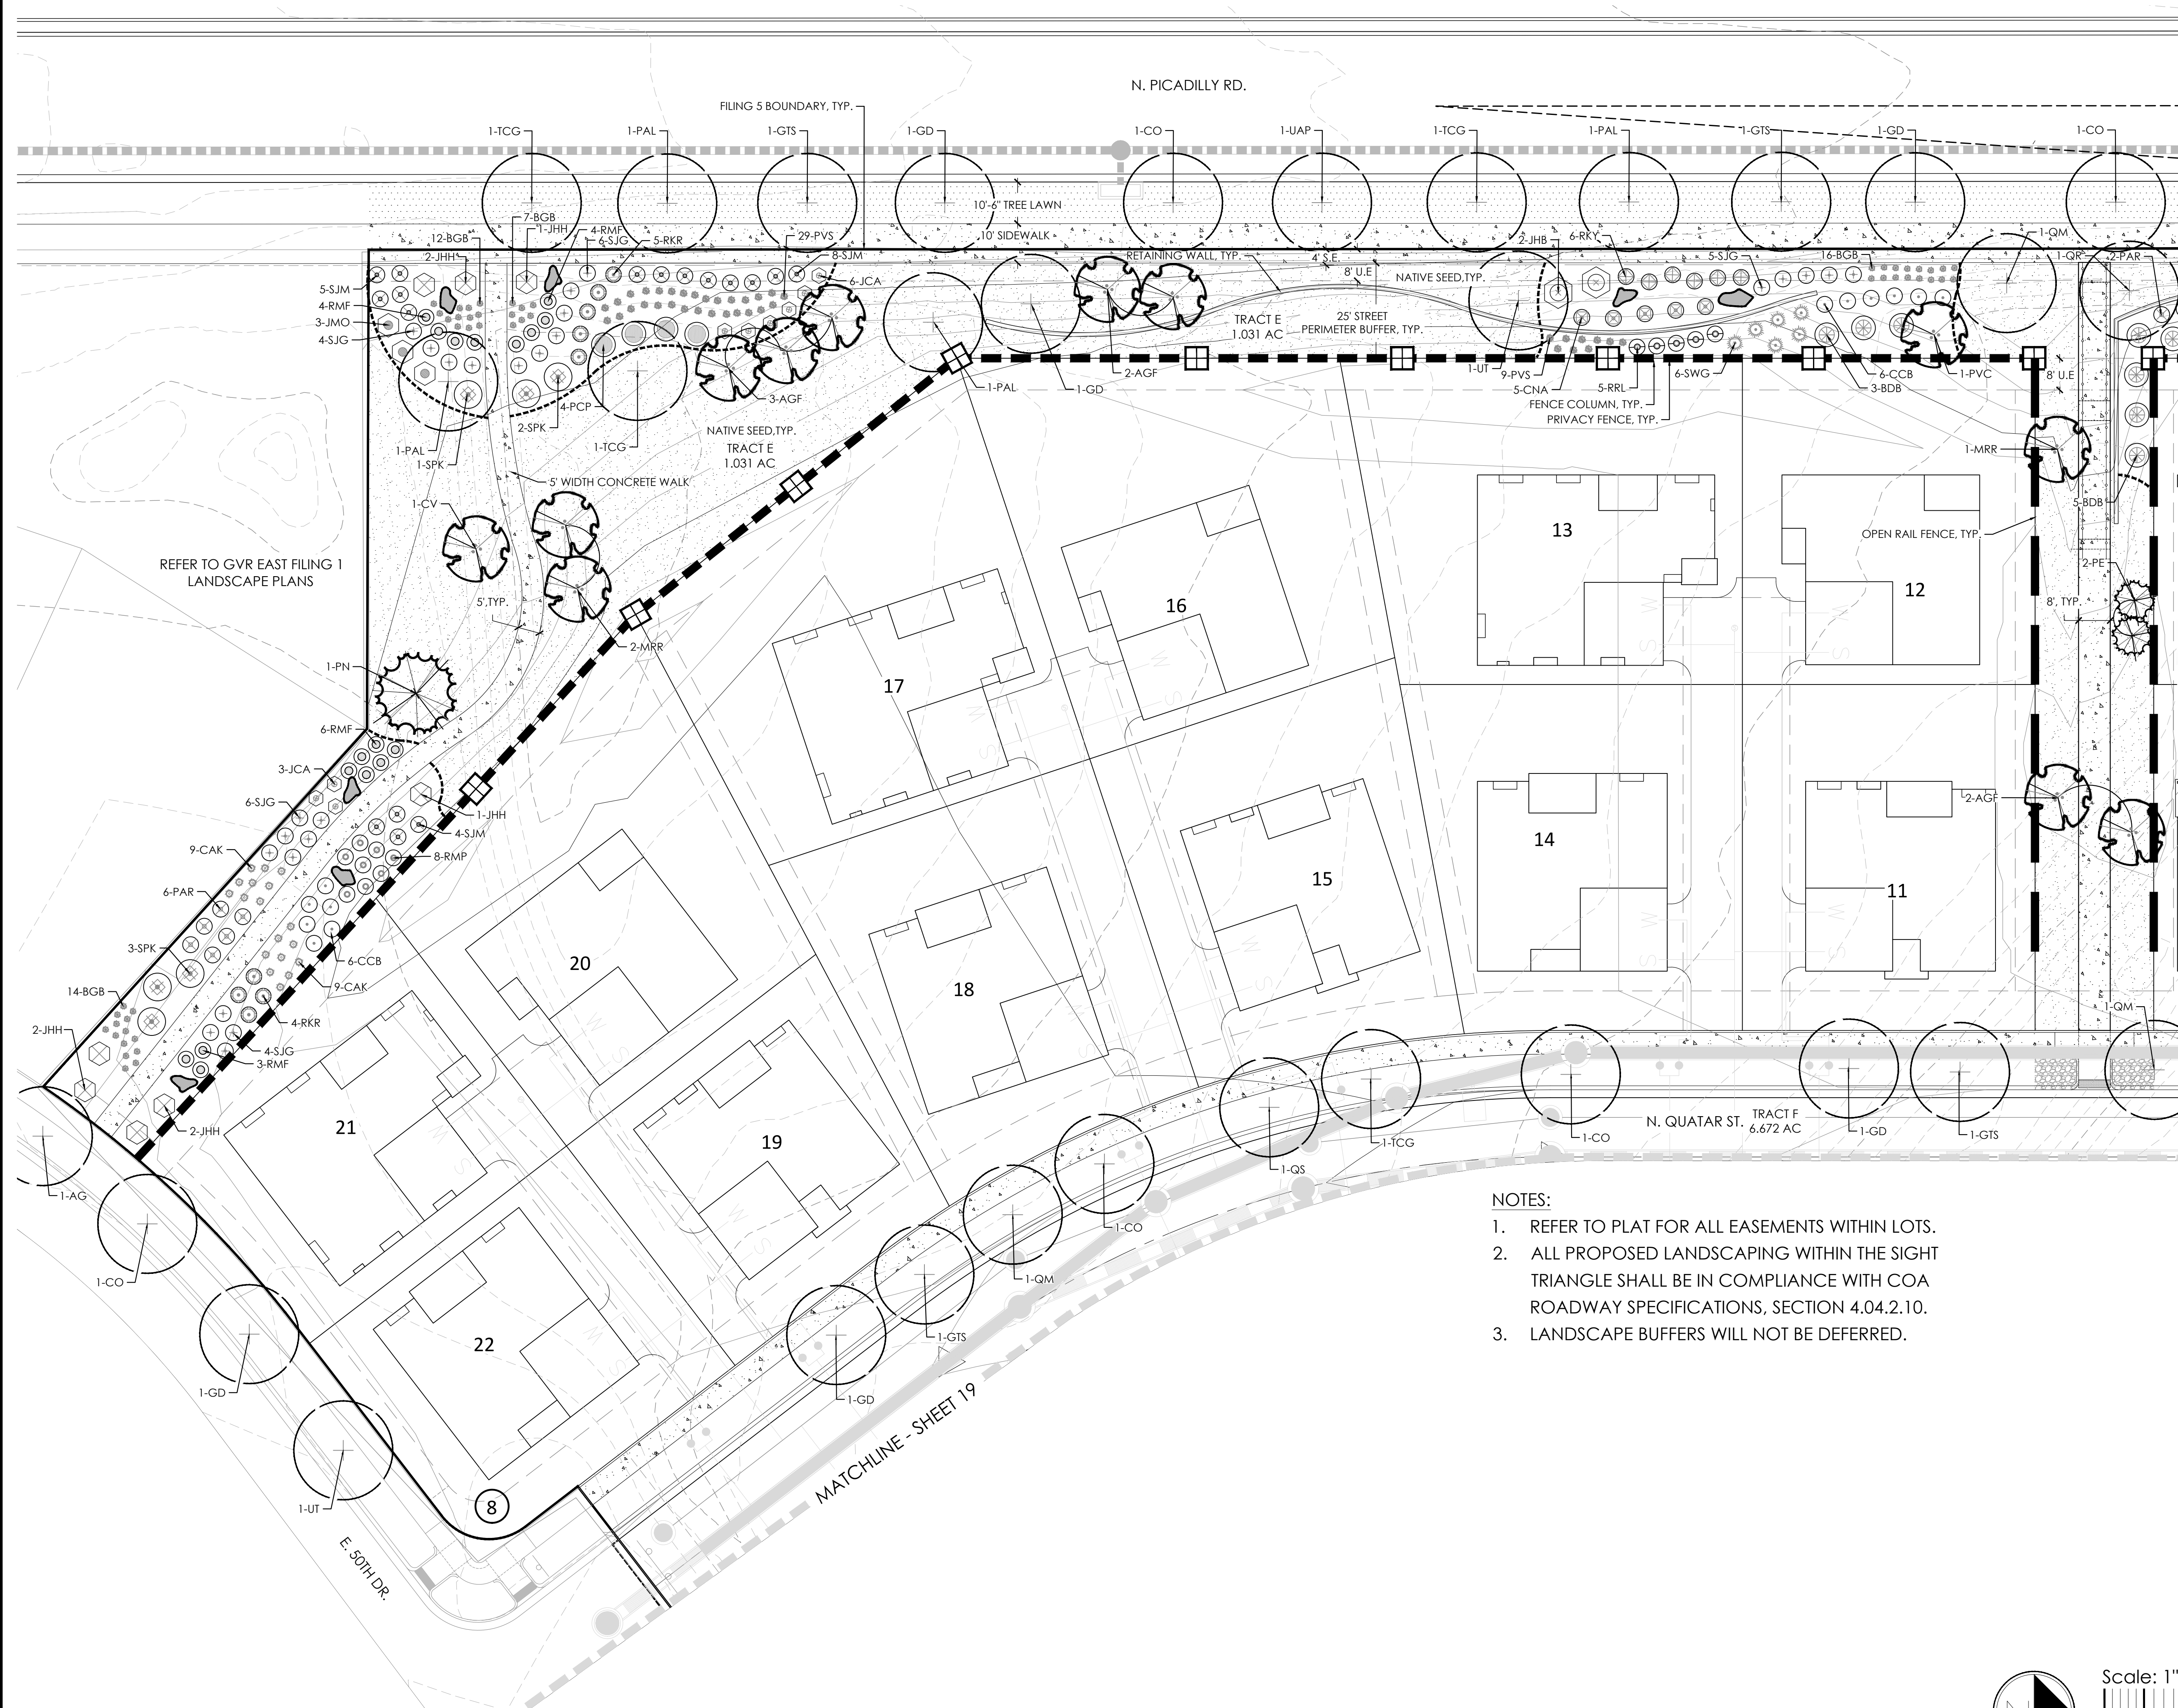 N. PICADILLY RD.
FILING 5 BOUNDARY, TYP.
1-TCG
1-PAL
1-GTS
1-GD
1-CO
1-UAP
1-TCG
1-PAL
1-GTS
1-GD
1-CO
10'-6" TREE LAWN
10' SIDEWALK
7-BGB
1-JHH
4-RMF
6-SJG
5-RKR
29-PVS
8-SJM
6-JCA
12-BGB
2-JHH
5-SJM
4-RMF
3-JMO
4-SJG
RETAINING WALL, TYP.
4' S.E.
8' U.E
NATIVE SEED,TYP.
2-JHB
6-RKY
5-SJG
16-BGB
1-QM
1-QR
2-PAR
TRACT E
1.031 AC
25' STREET
PERIMETER BUFFER, TYP.
1-UT
9-PVS
5-CNA
5-RRL
6-SWG
6-CCB
3-BDB
1-PVC
8' U.E
FENCE COLUMN, TYP.
PRIVACY FENCE, TYP.
1-PAL
1-GD
2-AGF
3-AGF
4-PCP
2-SPK
1-TCG
1-PAL
1-SPK
NATIVE SEED,TYP.
TRACT E
1.031 AC
5' WIDTH CONCRETE WALK
1-CV
5',TYP.
2-MRR
1-MRR
5-BDB
OPEN RAIL FENCE, TYP.
2-PE
8', TYP.
REFER TO GVR EAST FILING 1
LANDSCAPE PLANS
13
12
16
17
1-PN
6-RMF
3-JCA
6-SJG
9-CAK
6-PAR
3-SPK
14-BGB
2-JHH
1-JHH
4-SJM
8-RMP
6-CCB
9-CAK
4-RKR
4-SJG
3-RMF
2-JHH
2-AGF
14
11
15
18
20
21
19
22
8
1-QM
1-AG
1-CO
1-GD
1-UT
1-GD
1-GTS
1-QM
1-CO
1-QS
1-TCG
1-CO
1-GD
1-GTS
N. QUATAR ST.
TRACT F
6.672 AC
E. 50TH DR.
MATCHLINE - SHEET 19
NOTES:
1. REFER TO PLAT FOR ALL EASEMENTS WITHIN LOTS.
2. ALL PROPOSED LANDSCAPING WITHIN THE SIGHT
TRIANGLE SHALL BE IN COMPLIANCE WITH COA
ROADWAY SPECIFICATIONS, SECTION 4.04.2.10.
3. LANDSCAPE BUFFERS WILL NOT BE DEFERRED.
Scale: 1"